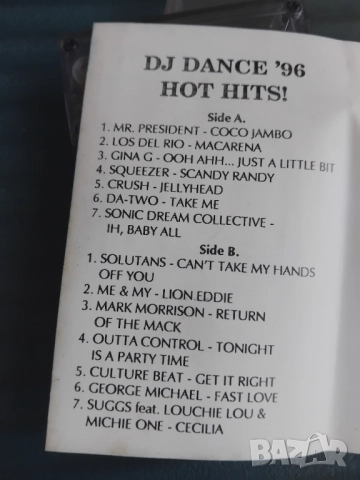 DJ DANCE '96
HOT HITS!
Side A.
1. MR. PRESIDENT - COCO JAMBO
2. LOS DEL RIO - MACARENA
3. GINA G - OOH AHH... JUST A LITTLE BIT
4. SQUEEZER - SCANDY RANDY
5. CRUSH - JELLYHEAD
6. DA-TWO - TAKE ME
7. SONIC DREAM COLLECTIVE -
IH, BABY ALL
Side B.
1. SOLUTANS - CAN'T TAKE MY HANDS
OFF YOU
2. ME & MY - LION EDDIE
3. MARK MORRISON - RETURN
OF THE MACK
4. OUTTA CONTROL - TONIGHT
IS A PARTY TIME
5. CULTURE BEAT - GET IT RIGHT
6. GEORGE MICHAEL - FAST LOVE
7. SUGGS feat. LOUCHIE LOU &
MICHIE ONE - CECILIA
bazar